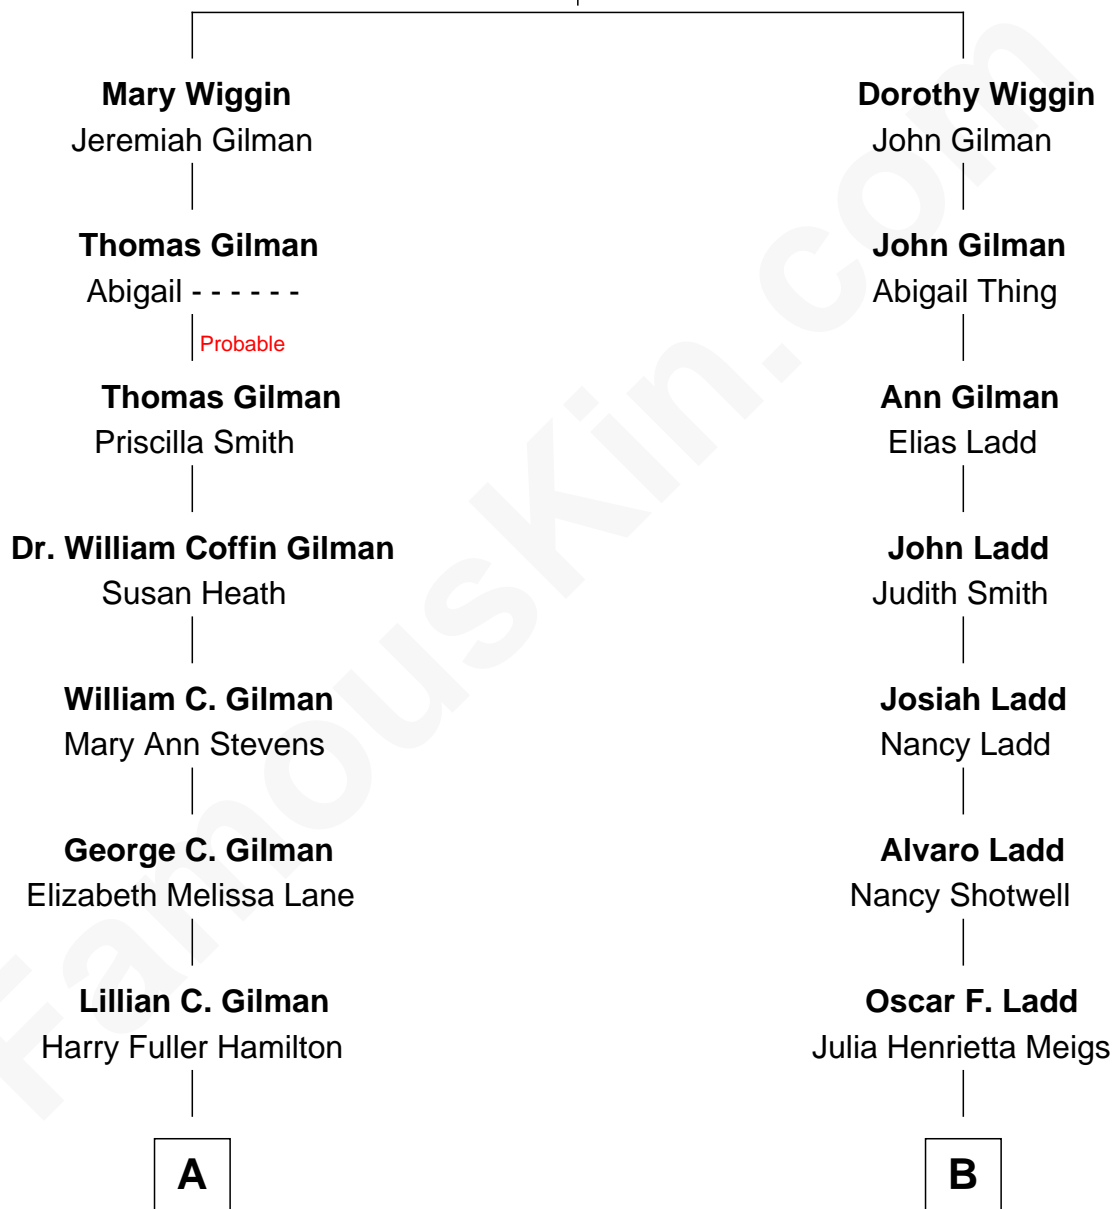 Mary Wiggin
Jeremiah Gilman
Thomas Gilman
Abigail - - - - - -
Probable
Thomas Gilman
Priscilla Smith
Dr. William Coffin Gilman
Susan Heath
William C. Gilman
Mary Ann Stevens
George C. Gilman
Elizabeth Melissa Lane
Lillian C. Gilman
Harry Fuller Hamilton
A
Dorothy Wiggin
John Gilman
John Gilman
Abigail Thing
Ann Gilman
Elias Ladd
John Ladd
Judith Smith
Josiah Ladd
Nancy Ladd
Alvaro Ladd
Nancy Shotwell
Oscar F. Ladd
Julia Henrietta Meigs
B
FamousKin.com